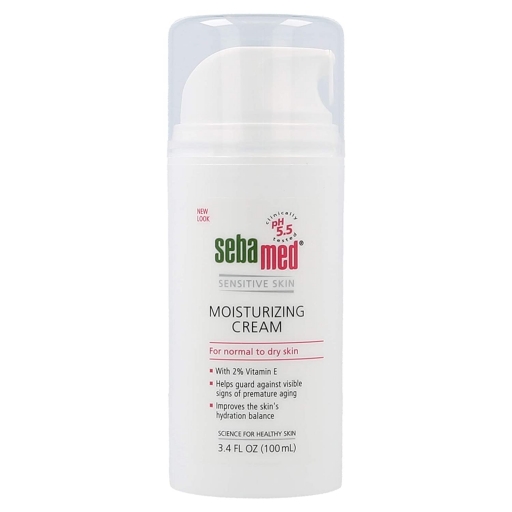 NEW
LOOK
clinically
pH
5.5
tested
sebamed®
SENSITIVE SKIN
MOISTURIZING
CREAM
For normal to dry skin
▪ With 2% Vitamin E
▪ Helps guard against visible
signs of premature aging
▪ Improves the skin's
hydration balance
SCIENCE FOR HEALTHY SKIN
3.4 FL OZ (100mL)